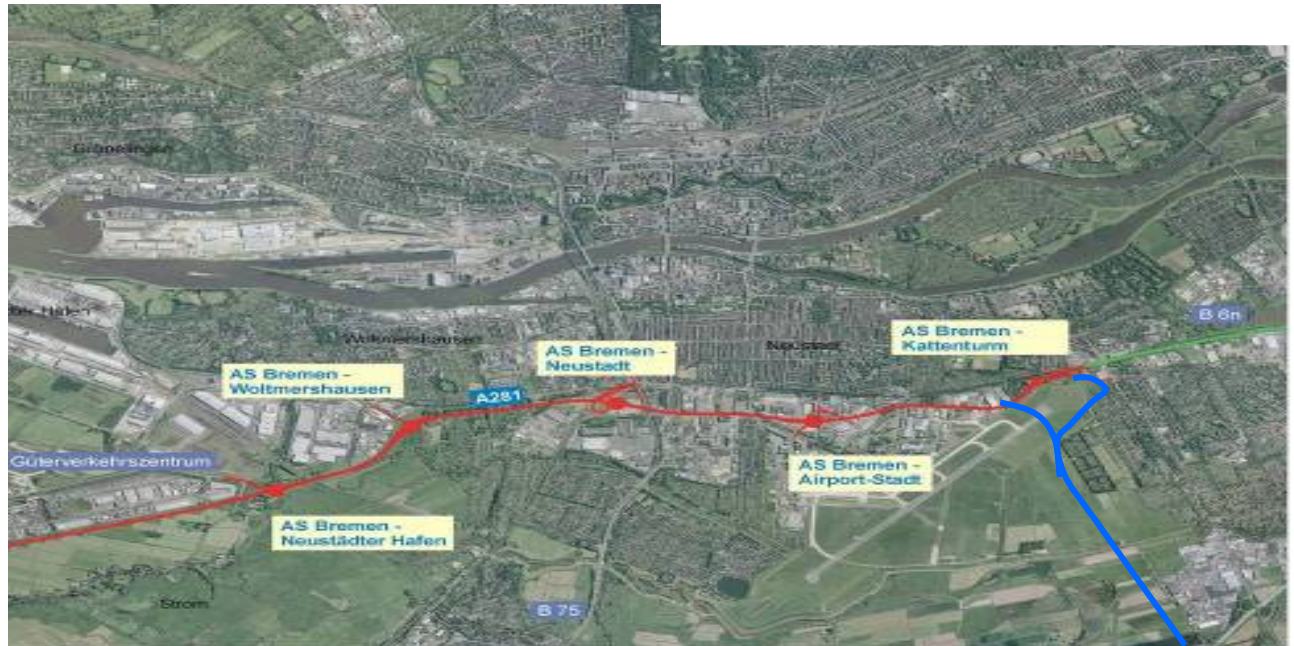 Gröpelingen
B 6n
AS Bremen -
Kattenturm
Woltmershausen
Neustadt
AS Bremen -
Neustadt
AS Bremen -
Woltmershausen
A281
Güterverkehrszentrum
AS Bremen -
Airport-Stadt
AS Bremen -
Neustädter Hafen
Strom
B 75